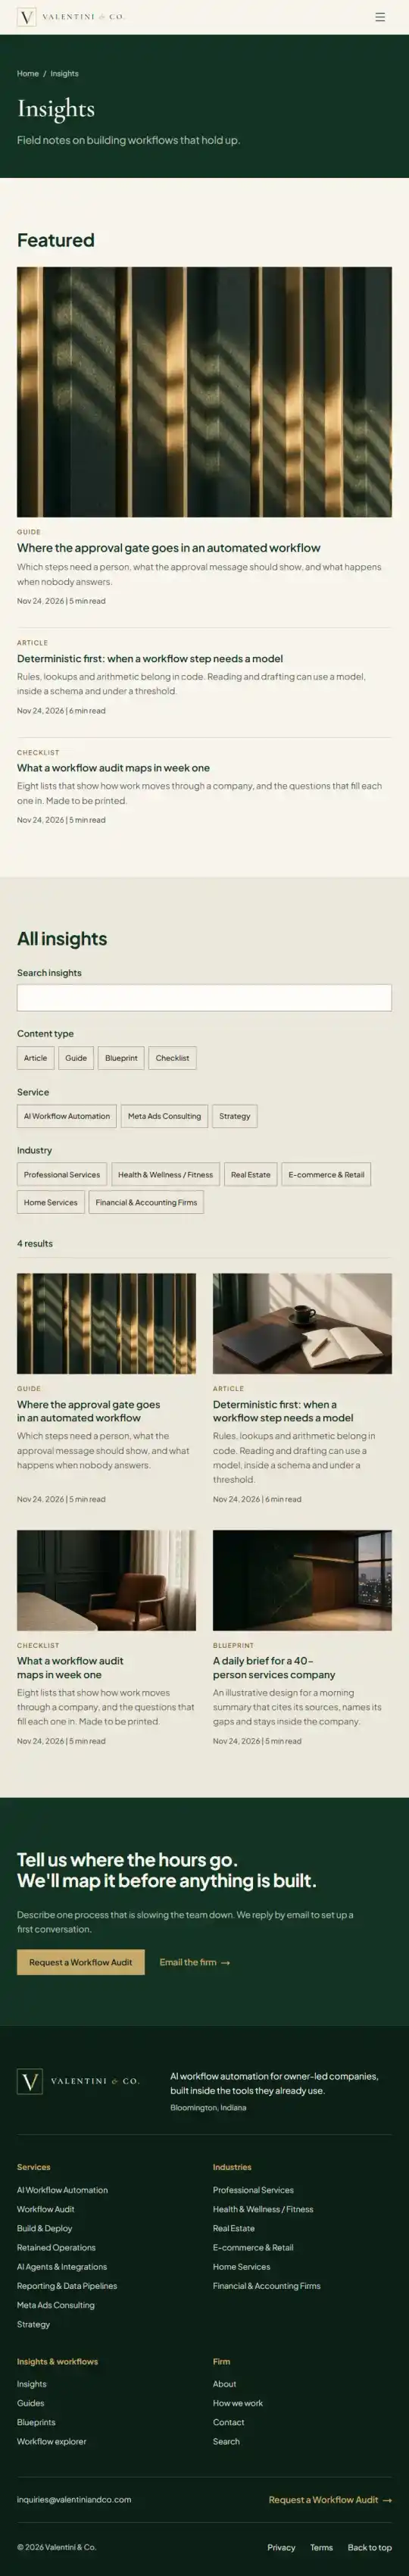 V VALENTINI & CO.
Home / Insights
Insights
Field notes on building workflows that hold up.
Featured
GUIDE
Where the approval gate goes in an automated workflow
Which steps need a person, what the approval message should show, and what happens
when nobody answers.
Nov 24, 2026 | 5 min read
ARTICLE
Deterministic first: when a workflow step needs a model
Rules, lookups and arithmetic belong in code. Reading and drafting can use a model,
inside a schema and under a threshold.
Nov 24, 2026 | 6 min read
CHECKLIST
What a workflow audit maps in week one
Eight lists that show how work moves through a company, and the questions that fill each
one in. Made to be printed.
Nov 24, 2026 | 5 min read
All insights
Search insights
Content type
Article Guide Blueprint Checklist
Service
AI Workflow Automation Meta Ads Consulting Strategy
Industry
Professional Services Health & Wellness / Fitness Real Estate E-commerce & Retail
Home Services Financial & Accounting Firms
4 results
GUIDE
Where the approval gate goes
in an automated workflow
Which steps need a person, what the
approval message should show, and what
happens when nobody answers.
Nov 24, 2026 | 5 min read
ARTICLE
Deterministic first: when a
workflow step needs a model
Rules, lookups and arithmetic belong in
code. Reading and drafting can use a
model, inside a schema and under a
threshold.
Nov 24, 2026 | 6 min read
CHECKLIST
What a workflow audit
maps in week one
Eight lists that show how work moves
through a company, and the questions that
fill each one in. Made to be printed.
Nov 24, 2026 | 5 min read
BLUEPRINT
A daily brief for a 40-
person services company
An illustrative design for a morning
summary that cites its sources, names its
gaps and stays inside the company.
Nov 24, 2026 | 5 min read
Tell us where the hours go.
We'll map it before anything is built.
Describe one process that is slowing the team down. We reply by email to set up a
first conversation.
Request a Workflow Audit Email the firm →
V VALENTINI & CO.
AI workflow automation for owner-led companies,
built inside the tools they already use.
Bloomington, Indiana
Services
AI Workflow Automation
Workflow Audit
Build & Deploy
Retained Operations
AI Agents & Integrations
Reporting & Data Pipelines
Meta Ads Consulting
Strategy
Industries
Professional Services
Health & Wellness / Fitness
Real Estate
E-commerce & Retail
Home Services
Financial & Accounting Firms
Insights & workflows
Insights
Guides
Blueprints
Workflow explorer
Firm
About
How we work
Contact
Search
inquiries@valentiniandco.com Request a Workflow Audit →
© 2026 Valentini & Co. Privacy Terms Back to top